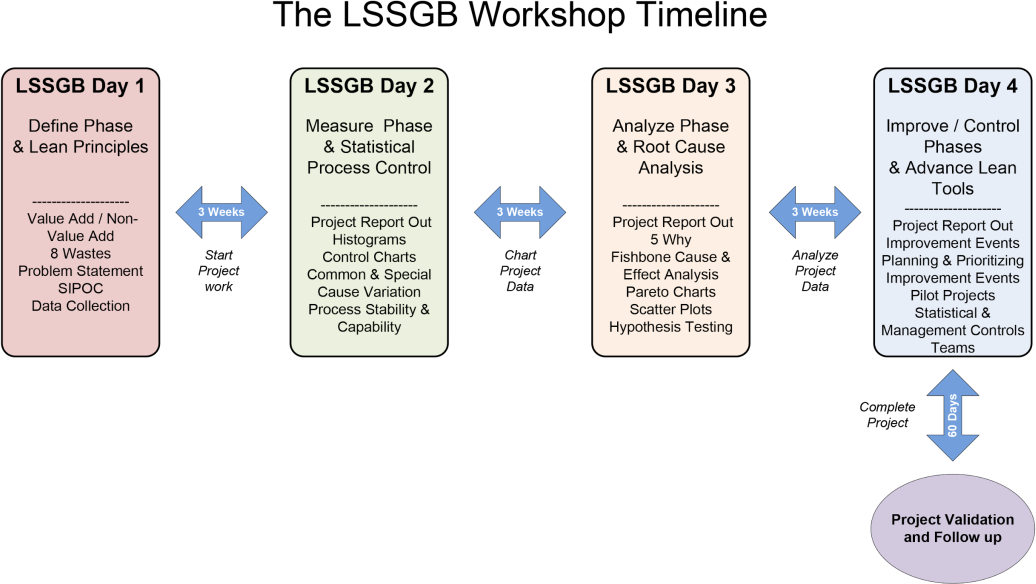 The LSSGB Workshop Timeline
LSSGB Day 1
Define Phase
& Lean Principles
--------------------
Value Add / Non-
Value Add
8 Wastes
Problem Statement
SIPOC
Data Collection
3 Weeks
Start
Project
work
LSSGB Day 2
Measure Phase
& Statistical
Process Control
--------------------
Project Report Out
Histograms
Control Charts
Common & Special
Cause Variation
Process Stability &
Capability
3 Weeks
Chart
Project
Data
LSSGB Day 3
Analyze Phase
& Root Cause
Analysis
--------------------
Project Report Out
5 Why
Fishbone Cause &
Effect Analysis
Pareto Charts
Scatter Plots
Hypothesis Testing
3 Weeks
Analyze
Project
Data
LSSGB Day 4
Improve / Control
Phases
& Advance Lean
Tools
--------------------
Project Report Out
Improvement Events
Planning & Prioritizing
Improvement Events
Pilot Projects
Statistical &
Management Controls
Teams
Complete
Project
60 Days
Project Validation
and Follow up